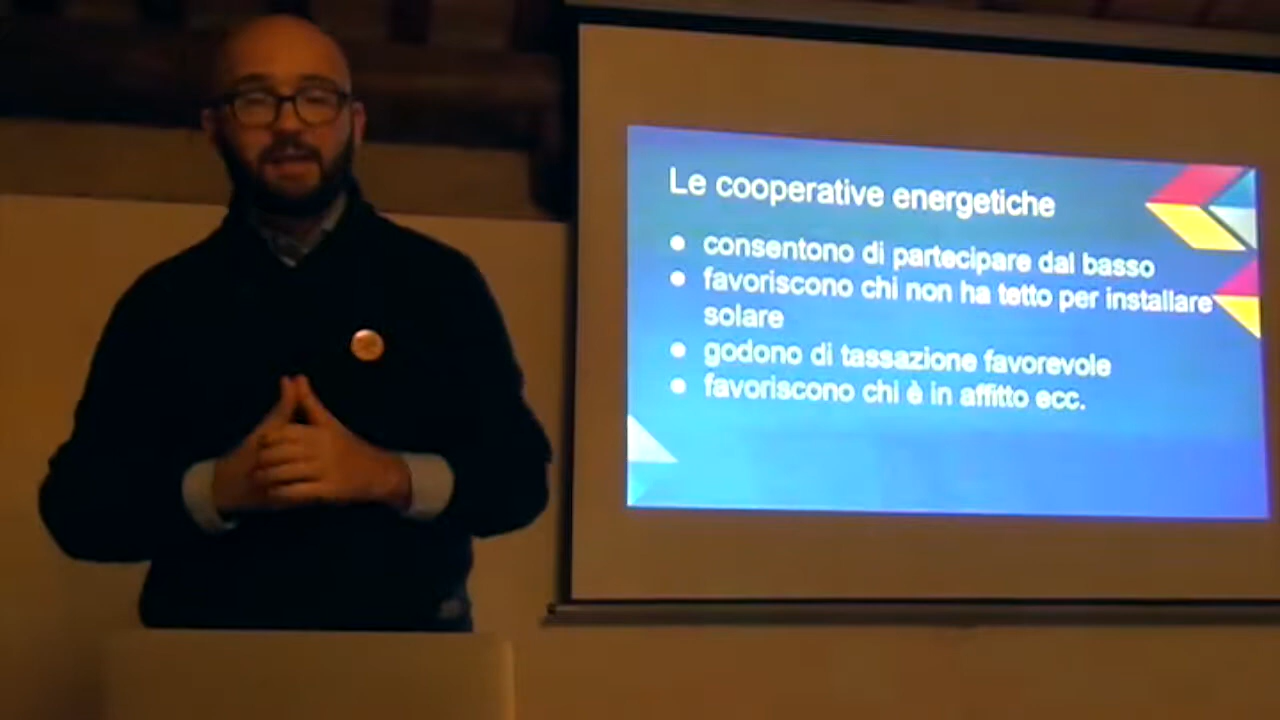 Le cooperative energetiche
● consentono di partecipare dal basso
● favoriscono chi non ha tetto per installare
solare
● godono di tassazione favorevole
● favoriscono chi è in affitto ecc.